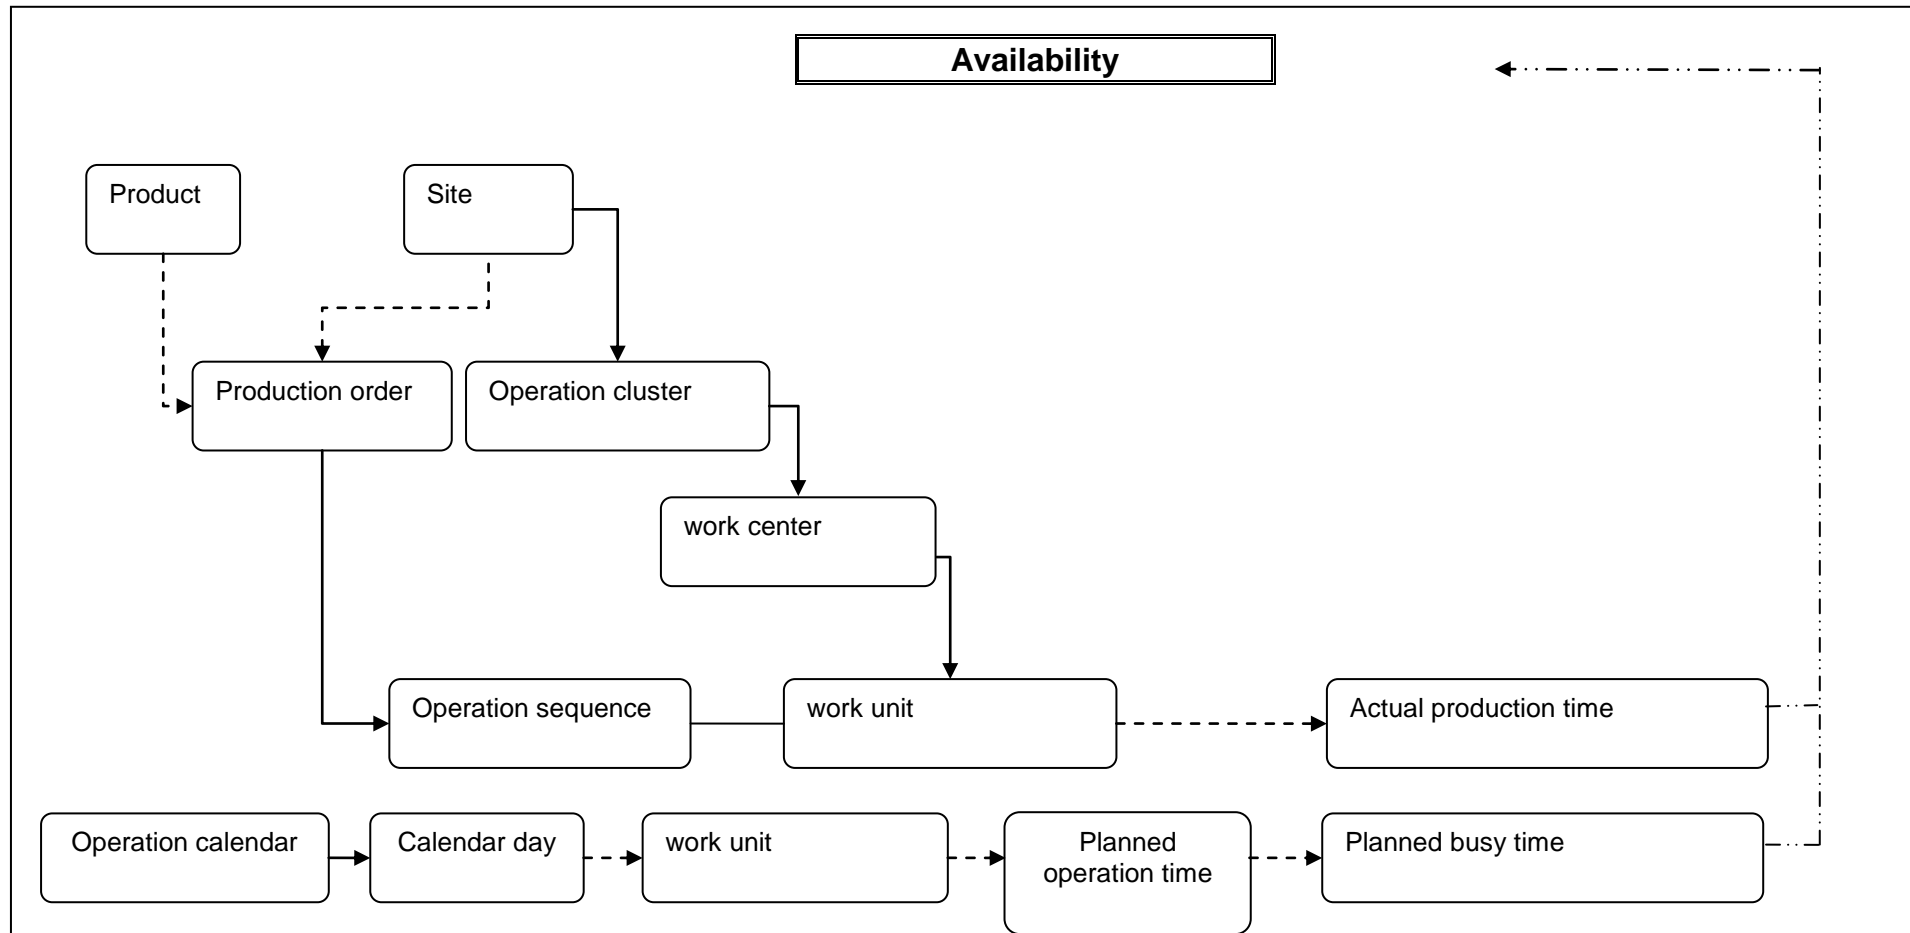 Availability
Product
Site
Production order
Operation cluster
work center
Operation sequence
work unit
Actual production time
Operation calendar
Calendar day
work unit
Planned
operation time
Planned busy time